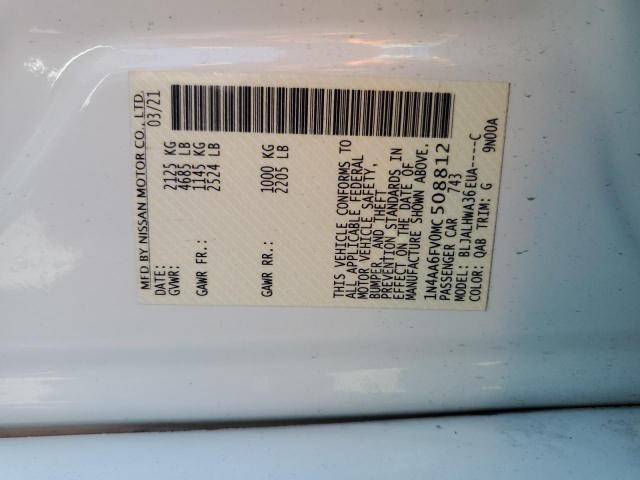 MFD BY NISSAN MOTOR CO., LTD.
DATE: 03/21
GVWR: 2125 KG
4685 LB
GAWR FR.: 1145 KG
2524 LB
GAWR RR.: 1000 KG
2205 LB
THIS VEHICLE CONFORMS TO
ALL APPLICABLE FEDERAL
MOTOR VEHICLE SAFETY,
BUMPER, AND THEFT
PREVENTION STANDARDS IN
EFFECT ON THE DATE OF
MANUFACTURE SHOWN ABOVE.
1N4AA6FV0MC508812
PASSENGER CAR 743
MODEL: BLJALHWA36EUA-----C
COLOR: QAB TRIM: G 9N00A